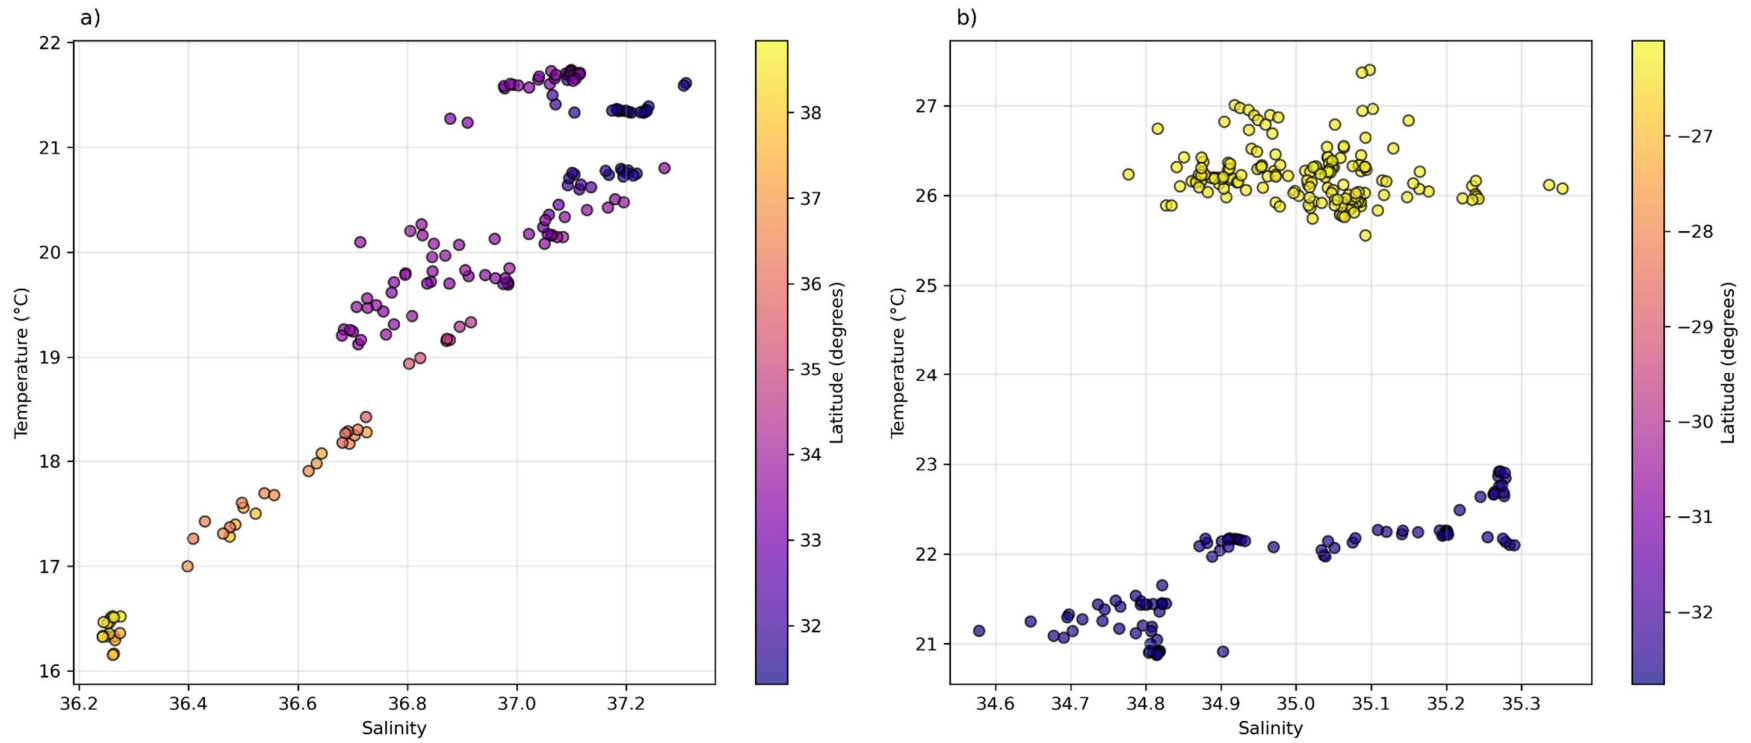 a)
22
21
20
19
18
17
16
Temperature (°C)
36.2 36.4 36.6 36.8 37.0 37.2
Salinity
38
37
36
35
34
33
32
Latitude (degrees)
b)
27
26
25
24
23
22
21
Temperature (°C)
34.6 34.7 34.8 34.9 35.0 35.1 35.2 35.3
Salinity
−27
−28
−29
−30
−31
−32
Latitude (degrees)